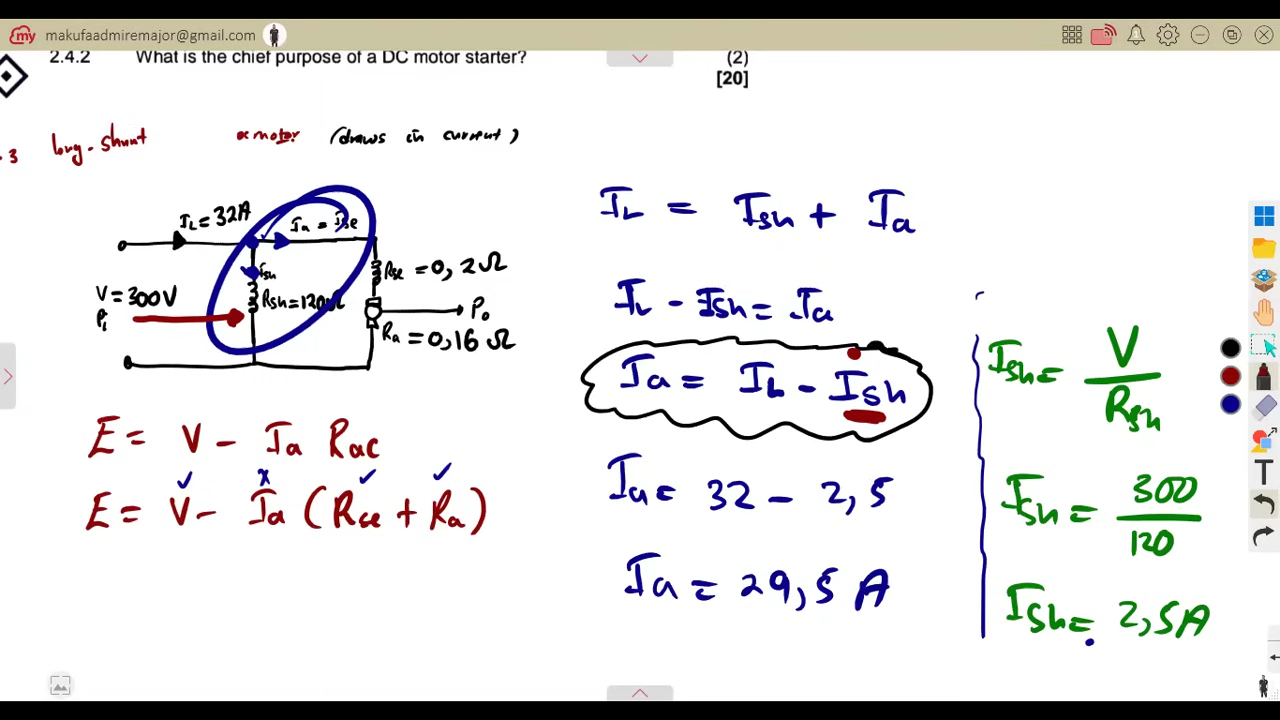 my makufaadmiremajor@gmail.com
2.4.2 What is the chief purpose of a DC motor starter? (2)
[20]
.3 long-shunt motor (draws in current)
IL = 32A
Ia = Ise
Ish
Rse = 0,2Ω
V = 300V
Rsh = 120Ω
Pi
Po
Ra = 0,16 Ω
E = V - Ia Rac
E = V - Ia (Rse + Ra)
IL = Ish + Ia
IL - Ish = Ia
Ia = IL - Ish
Ia = 32 - 2,5
Ia = 29,5 A
Ish = V / Rsh
Ish = 300 / 120
Ish = 2,5A
T